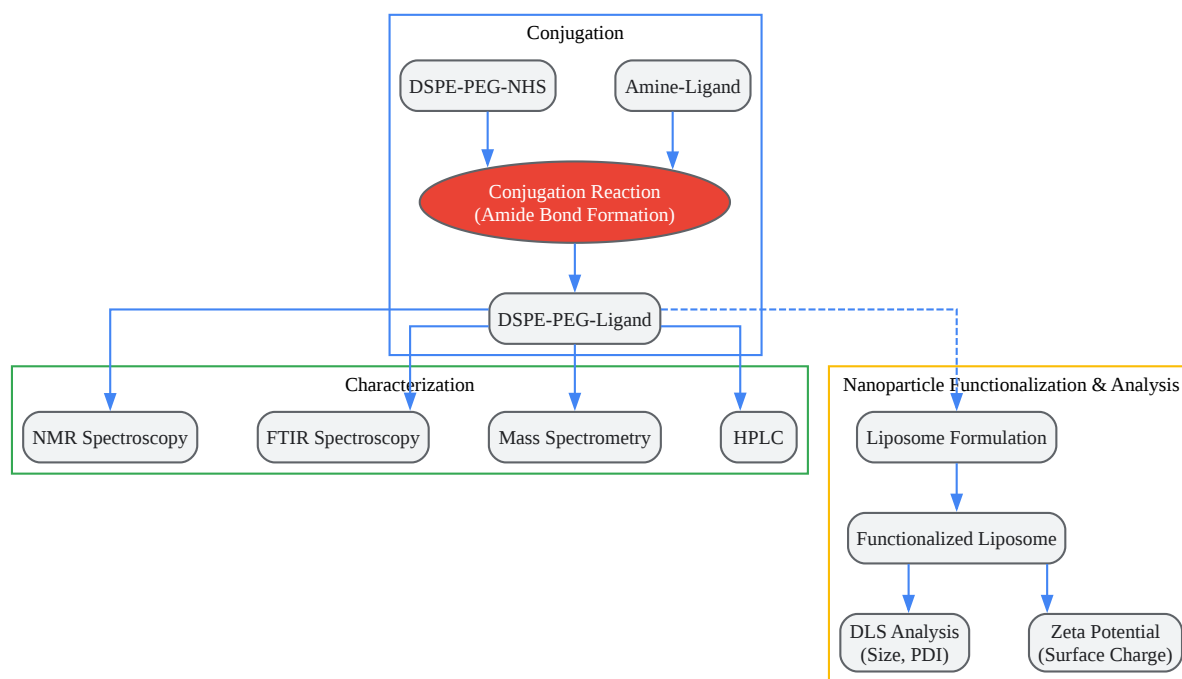 Conjugation
DSPE-PEG-NHS
Amine-Ligand
Conjugation Reaction
(Amide Bond Formation)
DSPE-PEG-Ligand
Characterization
NMR Spectroscopy
FTIR Spectroscopy
Mass Spectrometry
HPLC
Nanoparticle Functionalization & Analysis
Liposome Formulation
Functionalized Liposome
DLS Analysis
(Size, PDI)
Zeta Potential
(Surface Charge)